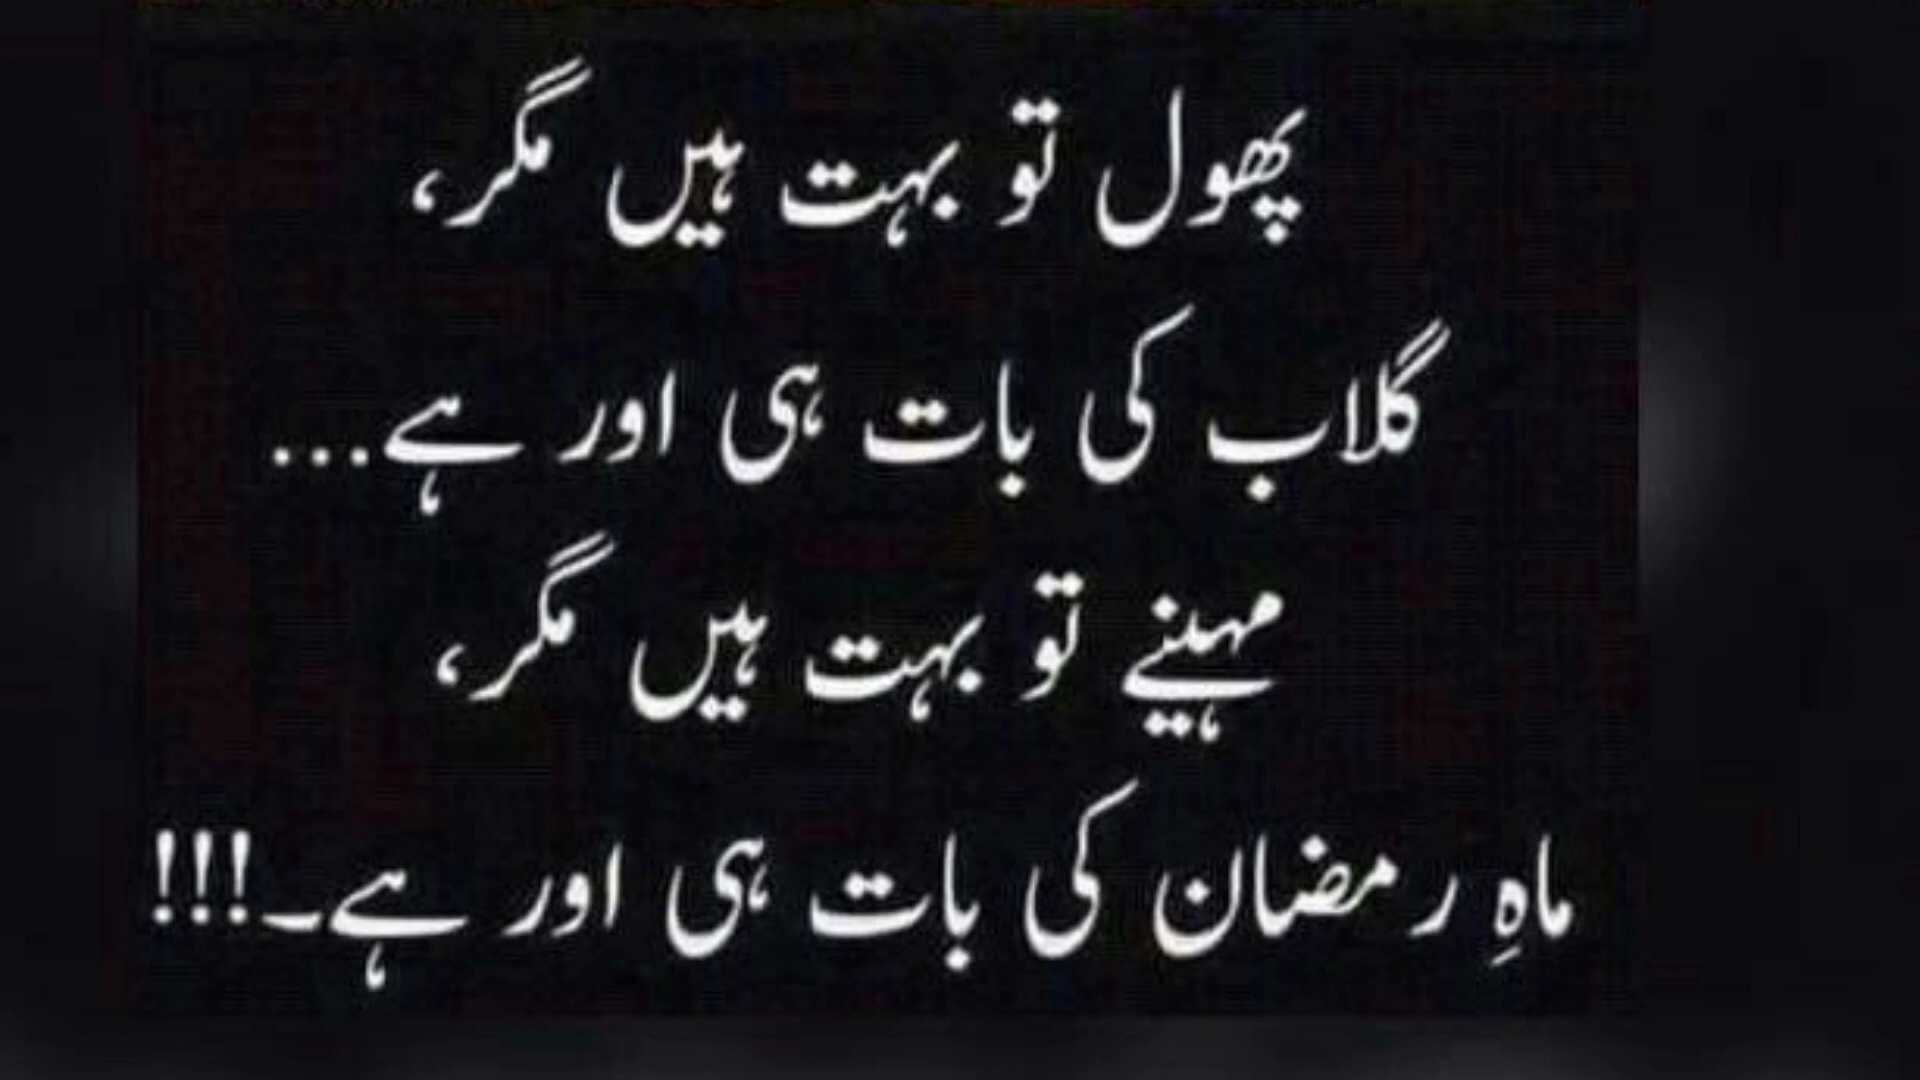 پھول تو بہت ہیں مگر،
گلاب کی بات ہی اور ہے...
مہینے تو بہت ہیں مگر،
ماہِ رمضان کی بات ہی اور ہے۔!!!